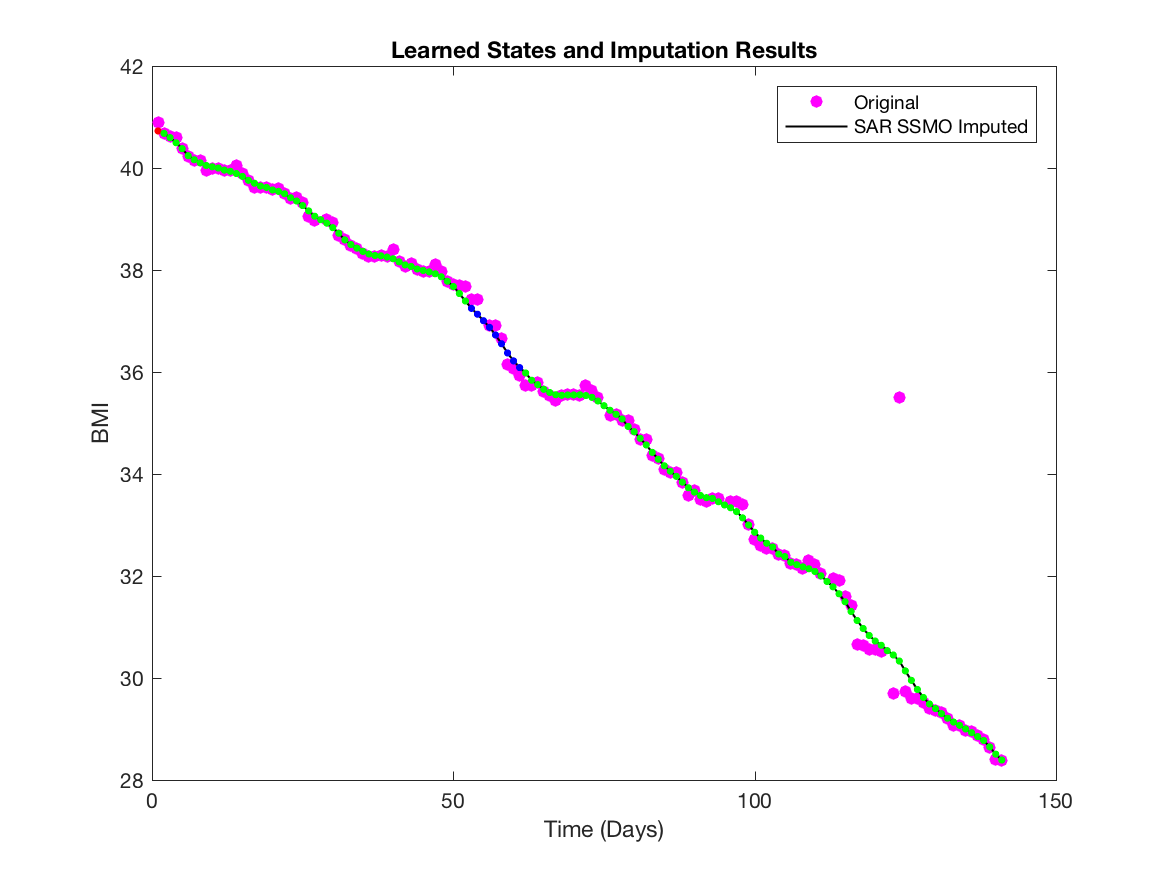 Learned States and Imputation Results
Original
SAR SSMO Imputed
42
40
38
36
34
32
30
28
BMI
0
50
100
150
Time (Days)